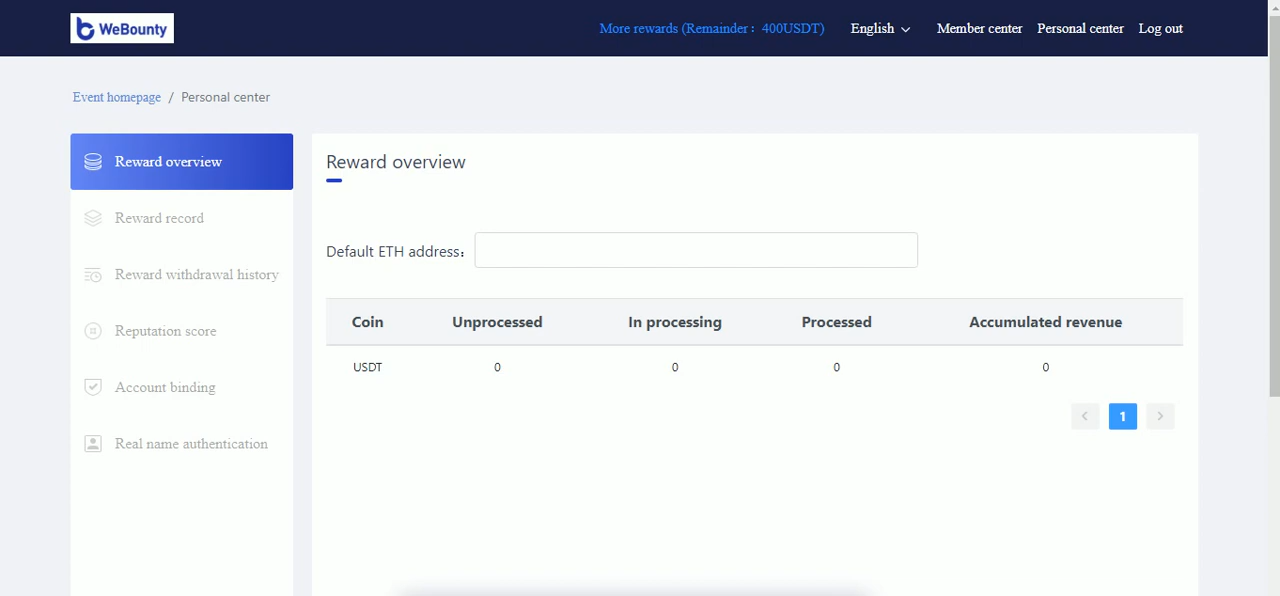 WeBounty
More rewards (Remainder：400USDT)
English
Member center
Personal center
Log out
Event homepage / Personal center
Reward overview
Reward record
Reward withdrawal history
Reputation score
Account binding
Real name authentication
Reward overview
Default ETH address：
Coin Unprocessed In processing Processed Accumulated revenue
USDT 0 0 0 0
< 1 >